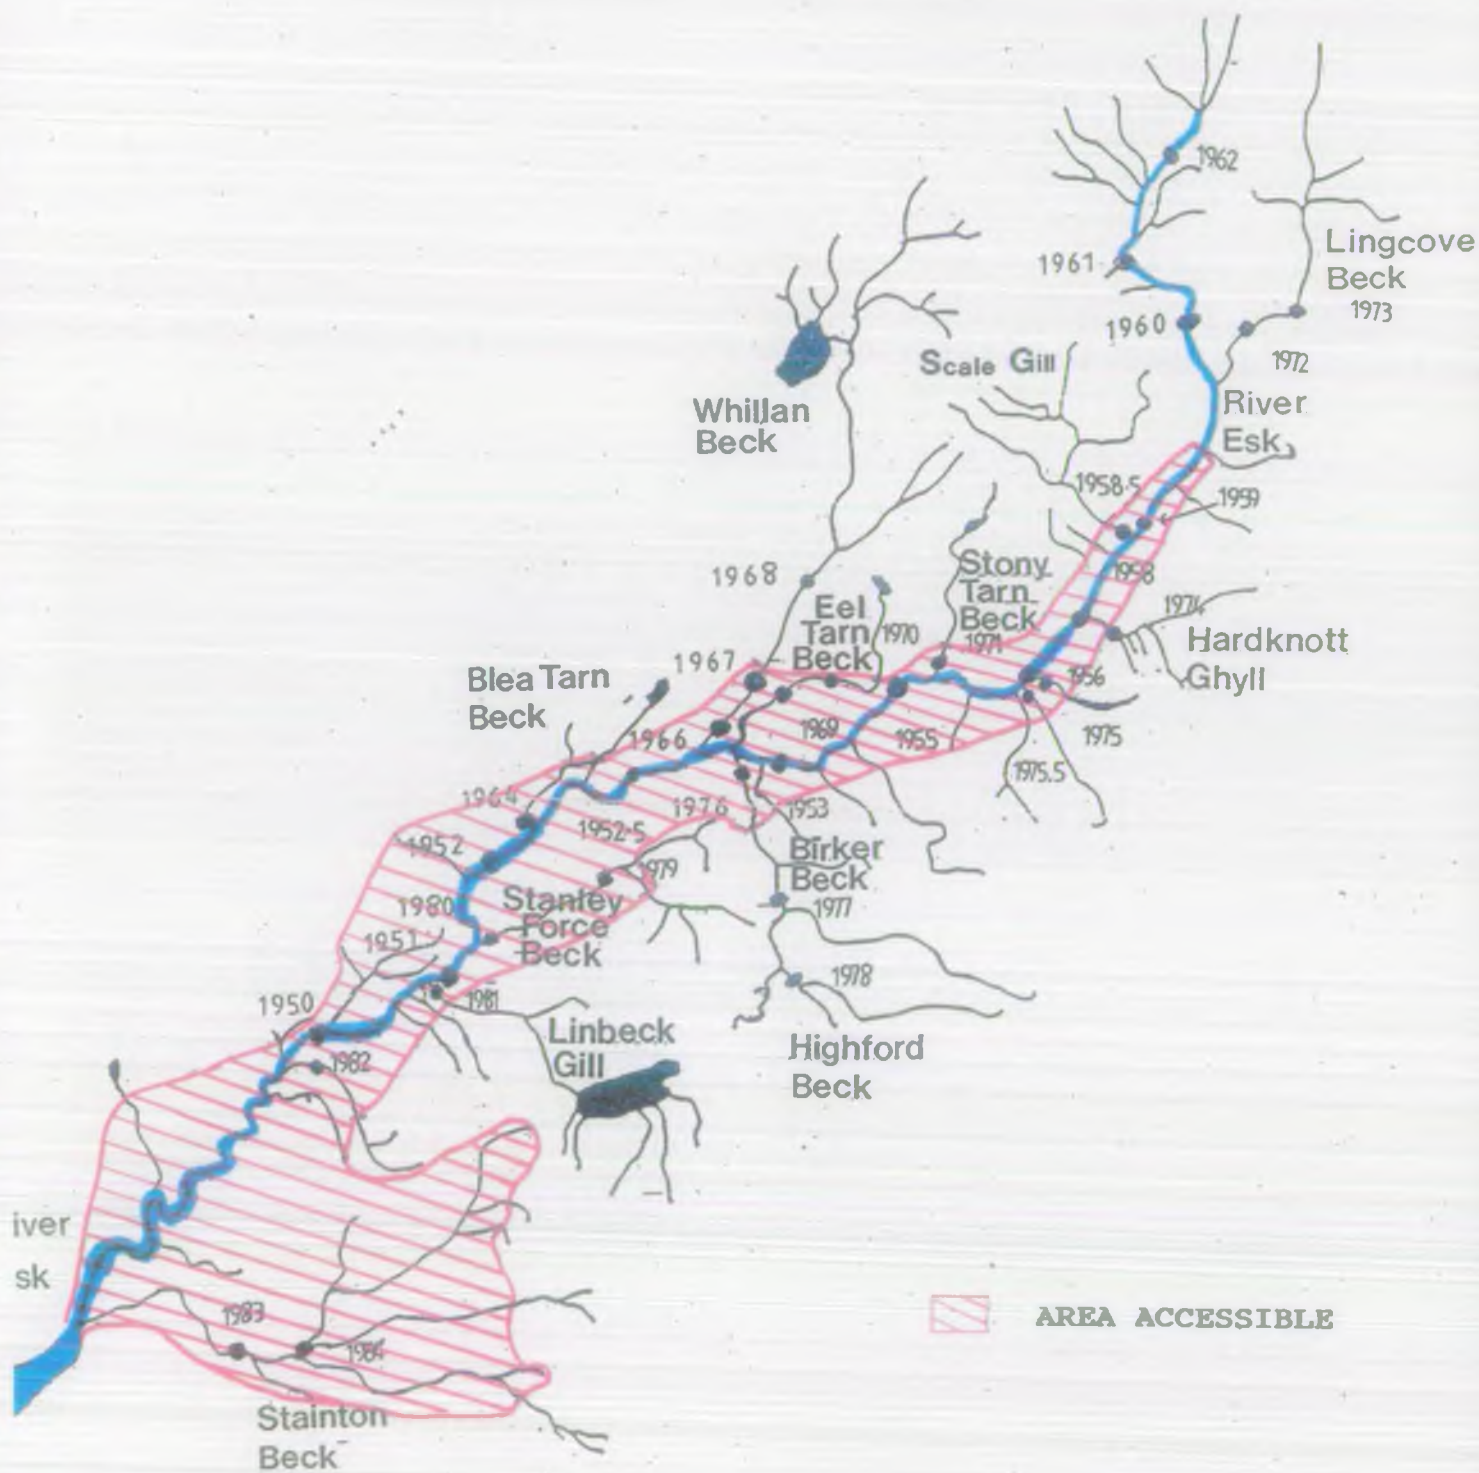 1962
Lingcove
Beck
1973
1961
1960
1972
Scale Gill
River
Esk
Whillan
Beck
1958.5
1959
1958
1968
Stony
Tarn
Beck
1971
Eel
Tarn
Beck
1970
1974
Hardknott
Ghyll
1967
1956
Blea Tarn
Beck
1966
1969
1955
1975
1975.5
1964
1976
1953
1952.5
1952
Birker
Beck
1979
1980
Stanley
Force
Beck
1977
1951
1978
1950
1981
Linbeck
Gill
Highford
Beck
1982
iver
sk
1983
1984
AREA ACCESSIBLE
Stainton
Beck